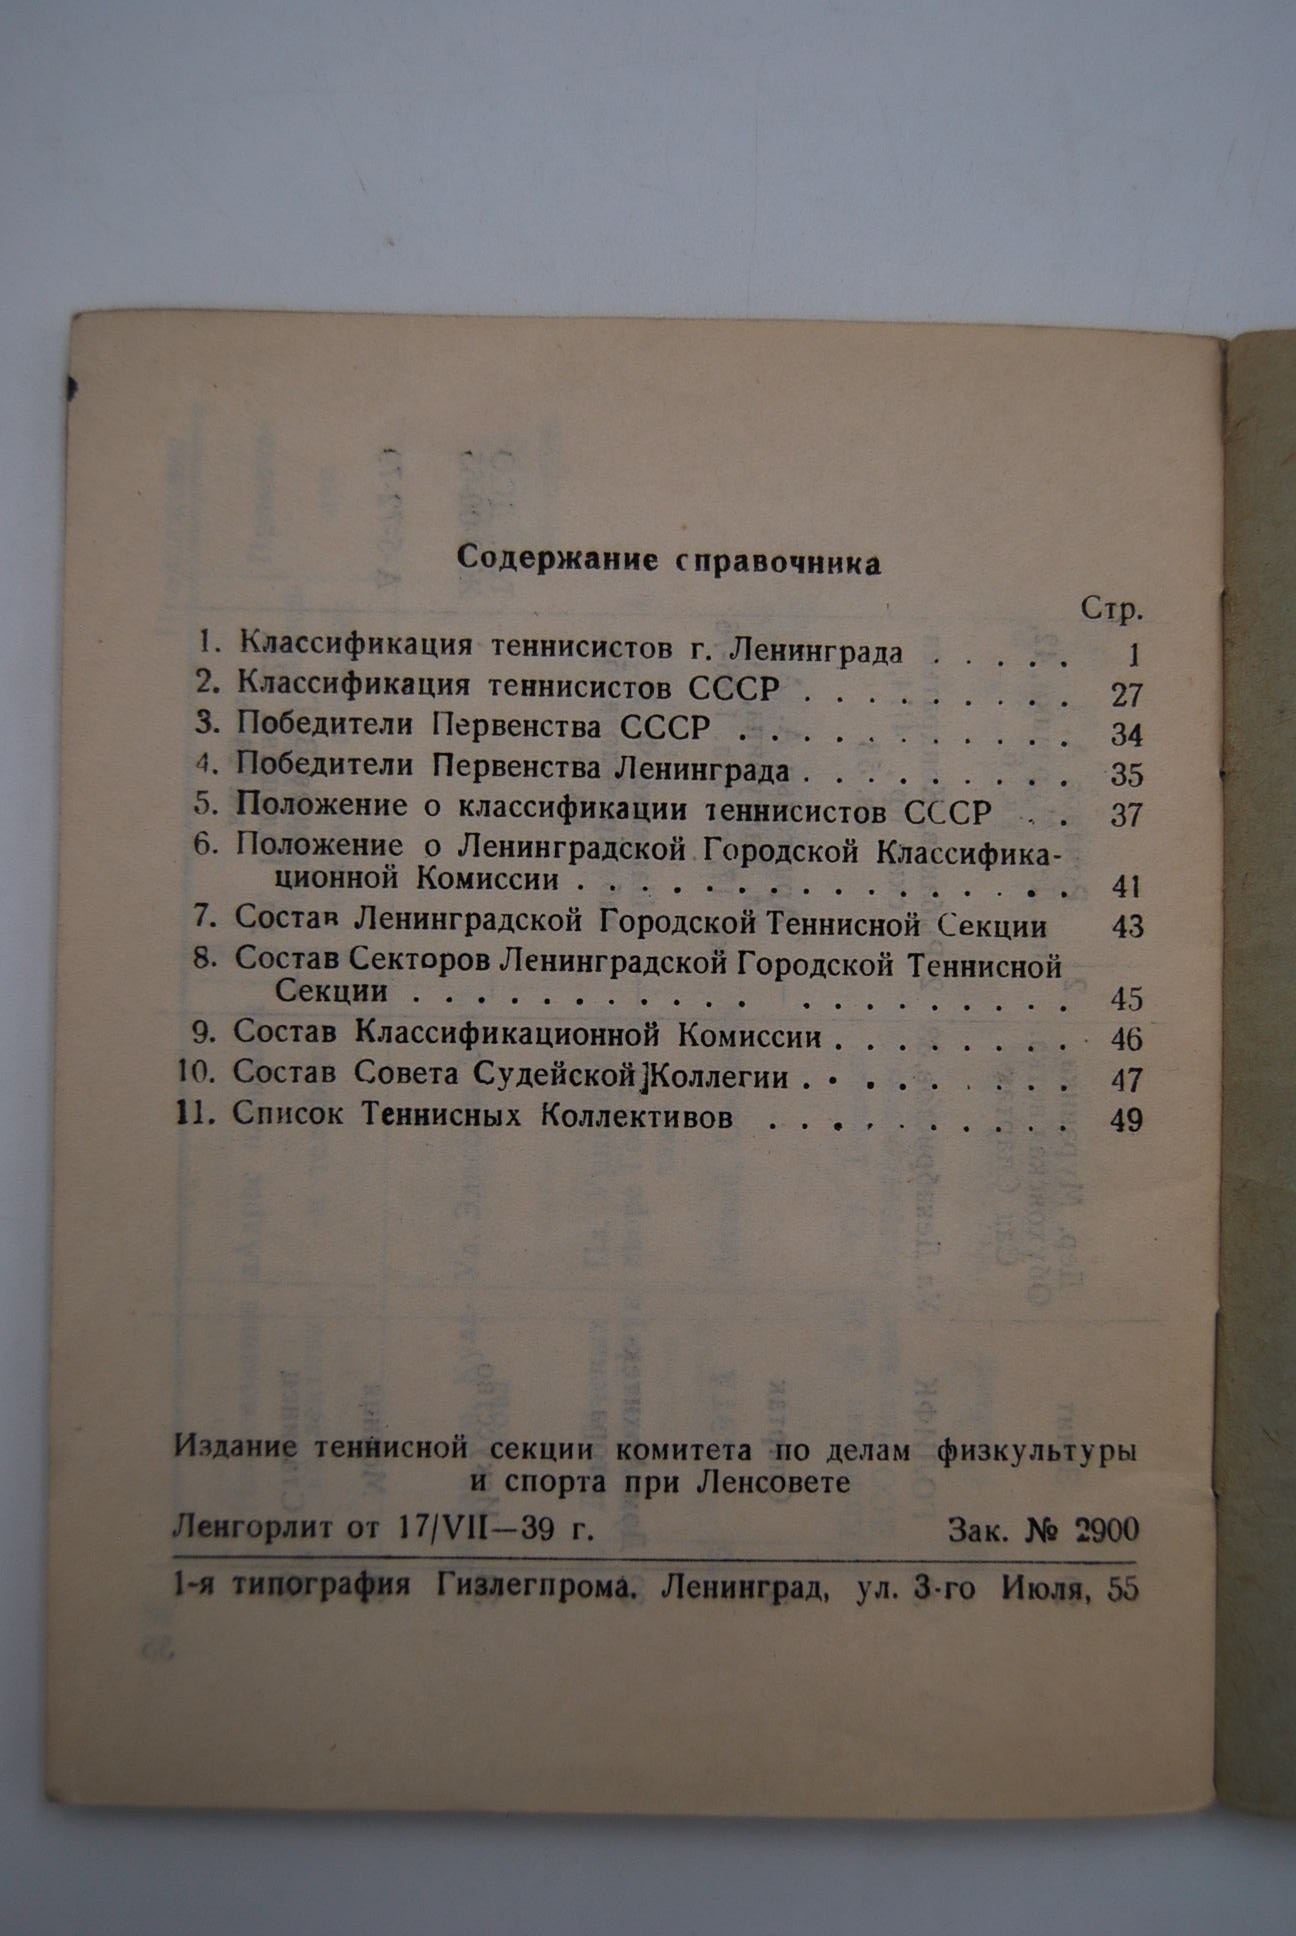 Содержание справочника
Стр.
1. Классификация теннисистов г. Ленинграда . . . . . 1
2. Классификация теннисистов СССР . . . . . . . . . 27
3. Победители Первенства СССР . . . . . . . . . . . 34
4. Победители Первенства Ленинграда . . . . . . . . . 35
5. Положение о классификации теннисистов СССР . . 37
6. Положение о Ленинградской Городской Классифика-
ционной Комиссии . . . . . . . . . . . . . . . . 41
7. Состав Ленинградской Городской Теннисной Секции 43
8. Состав Секторов Ленинградской Городской Теннисной
Секции . . . . . . . . . . . . . . . . . . . . 45
9. Состав Классификационной Комиссии . . . . . . . . 46
10. Состав Совета Судейской]Коллегии . . . . . . . . . 47
11. Список Теннисных Коллективов . . . . . . . . . . 49
Издание теннисной секции комитета по делам физкультуры
и спорта при Ленсовете
Ленгорлит от 17/VII—39 г. Зак. № 2900
1-я типография Гизлегпрома. Ленинград, ул. 3-го Июля, 55